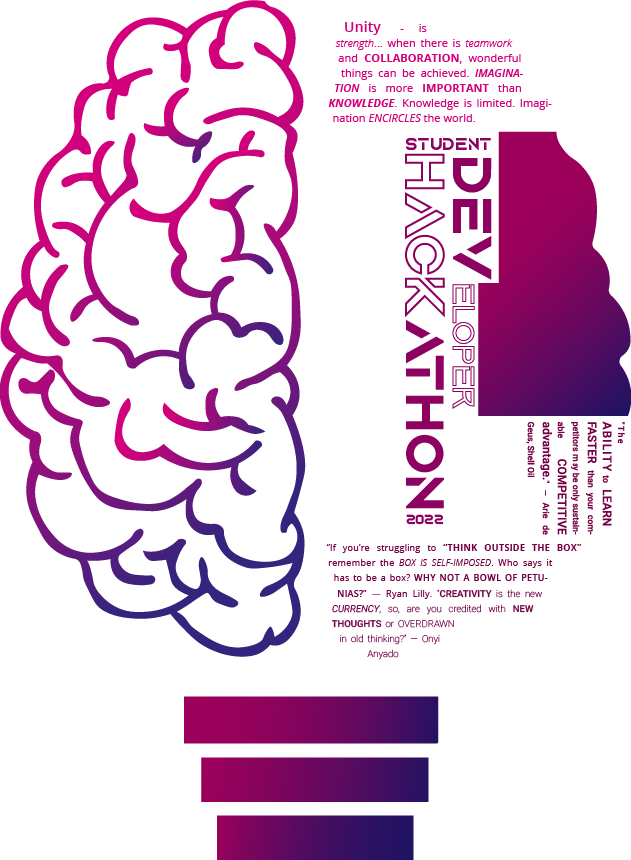 Unity - is
strength... when there is teamwork
and COLLABORATION, wonderful
things can be achieved. IMAGINA-
TION is more IMPORTANT than
KNOWLEDGE. Knowledge is limited. Imagi-
nation ENCIRCLES the world.
STUDENT
DEV
ELOPER
HACKATHON
2022
"The
ABILITY to LEARN
FASTER than your com-
petitors may be only sustain-
able COMPETITIVE
advantage." – Arie de
Geus, Shell Oil
"If you're struggling to "THINK OUTSIDE THE BOX"
remember the BOX IS SELF-IMPOSED. Who says it
has to be a box? WHY NOT A BOWL OF PETU-
NIAS?" — Ryan Lilly. "CREATIVITY is the new
CURRENCY, so, are you credited with NEW
THOUGHTS or OVERDRAWN
in old thinking?" – Onyi
Anyado